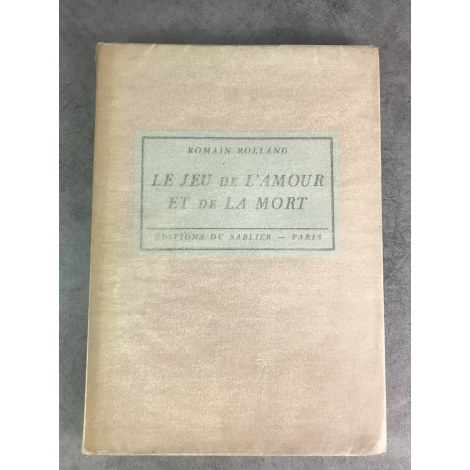 ROMAIN ROLLAND
LE JEU DE L'AMOUR
ET DE LA MORT
ÉDITIONS DU SABLIER — PARIS